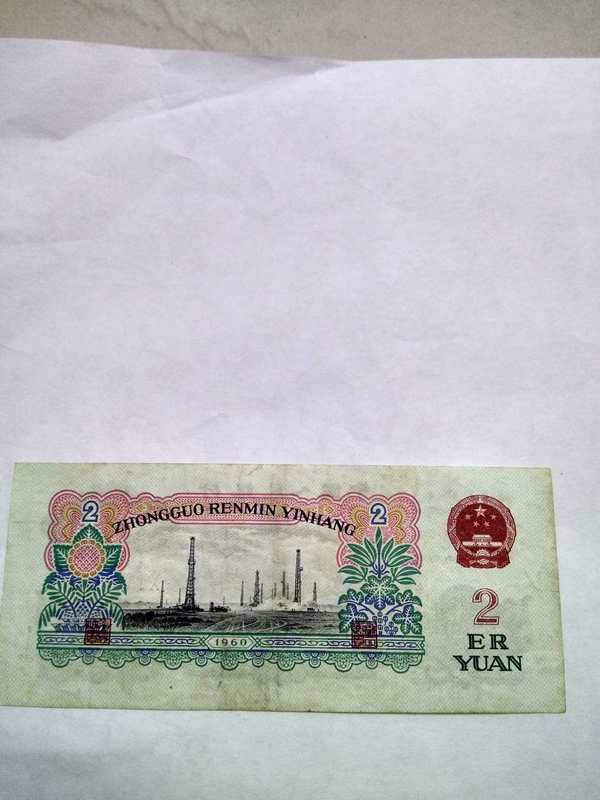 2
ZHONGGUO RENMIN YINHANG
2
1960
2
ER
YUAN